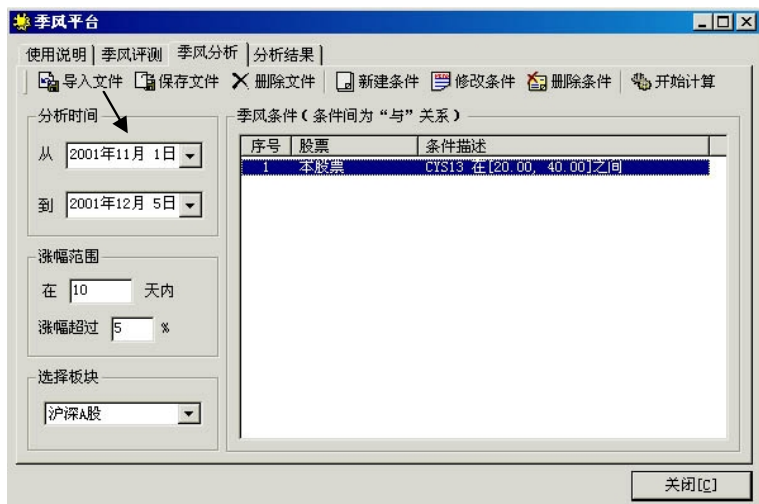 季风平台
使用说明 季风评测 季风分析 分析结果
导入文件 保存文件 删除文件 新建条件 修改条件 删除条件 开始计算
分析时间
从 2001年11月 1日
到 2001年12月 5日
涨幅范围
在 10 天内
涨幅超过 5 %
选择板块
沪深A股
季风条件(条件间为“与”关系)
序号 股票 条件描述
1 本股票 CYS13 在[20.00, 40.00]之间
关闭[C]